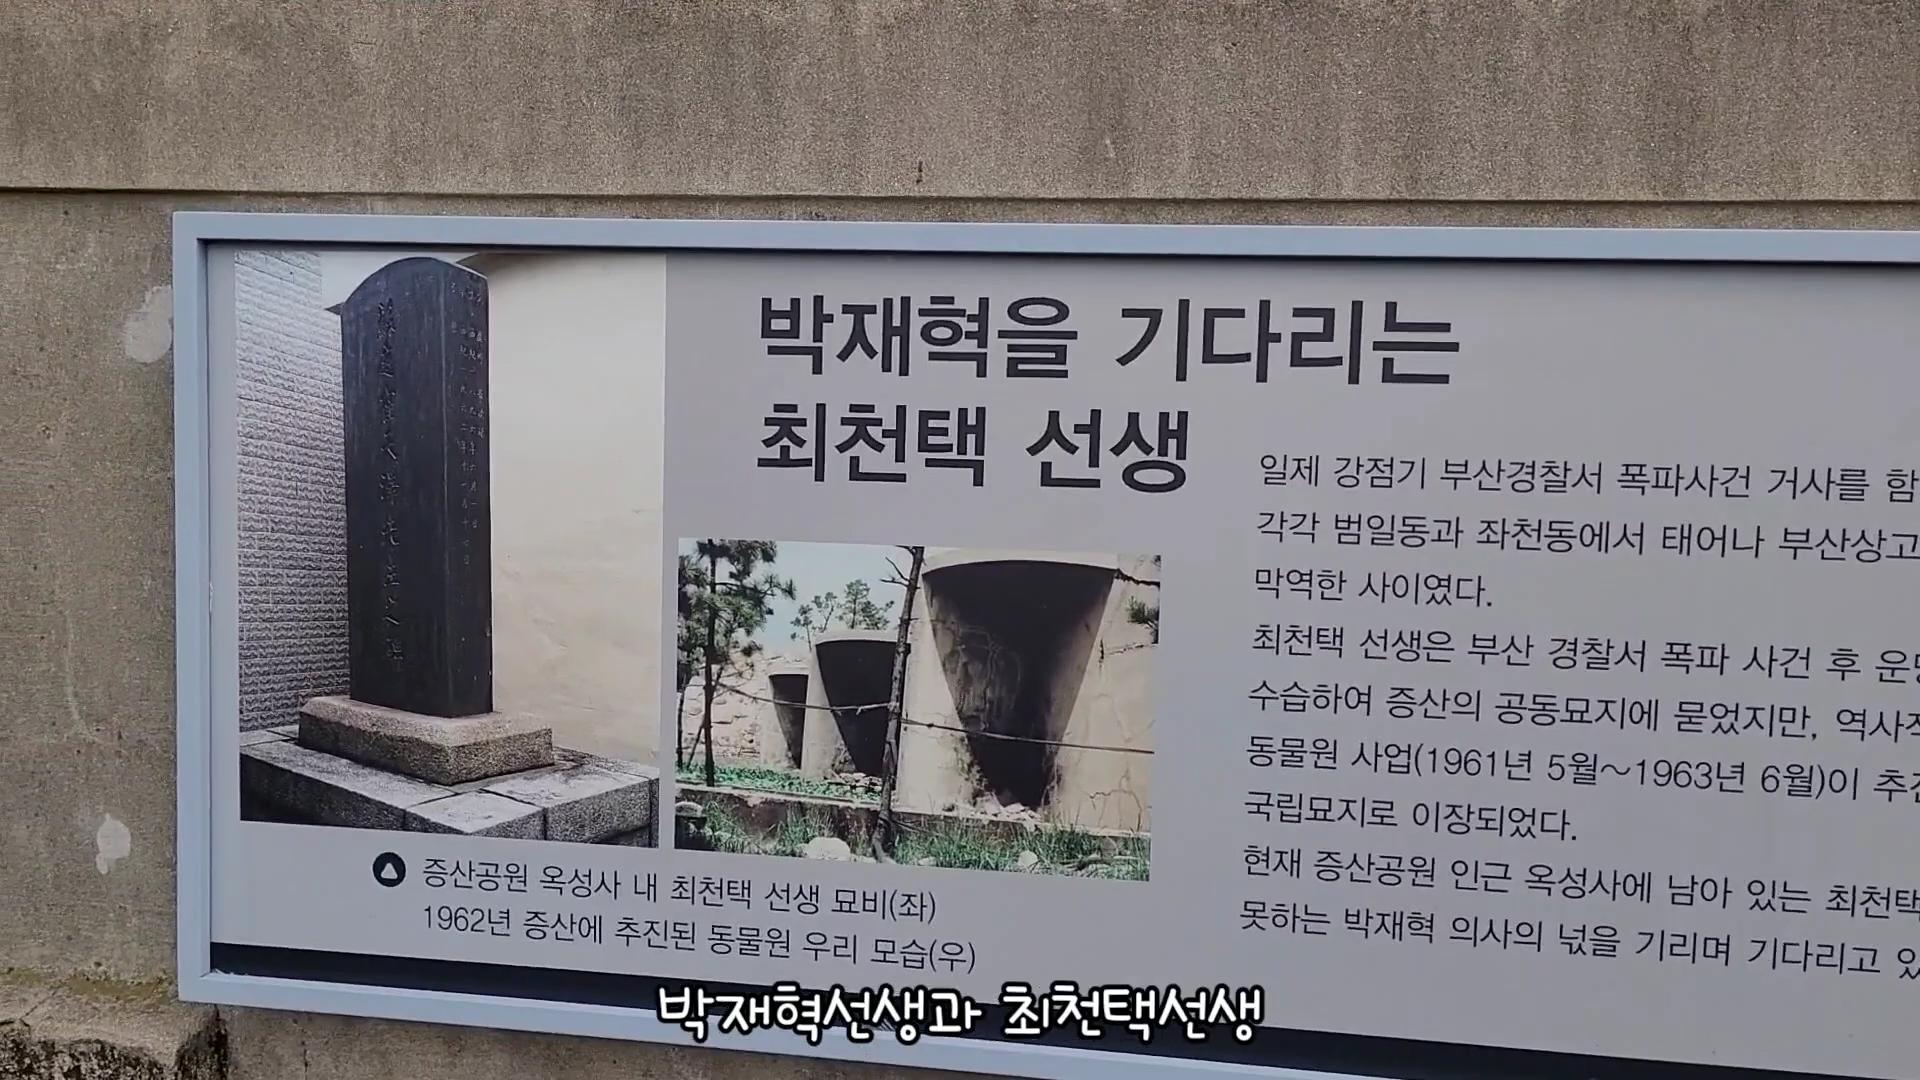 박재혁을 기다리는
최천택 선생
일제 강점기 부산경찰서 폭파사건 거사를 함
각각 범일동과 좌천동에서 태어나 부산상고
막역한 사이였다.
최천택 선생은 부산 경찰서 폭파 사건 후
수습하여 증산의 공동묘지에 묻었지만,
동물원 사업(1961년 5월~1963년 6월)이
국립묘지로 이장되었다.
현재 증산공원 인근 옥성사에 남아 있는 최천택
못하는 박재혁 의사의 넋을 기리며 기다리고
증산공원 옥성사 내 최천택 선생 묘비(좌)
1962년 증산에 추진된 동물원 우리 모습(우)
박재혁선생과 최천택선생